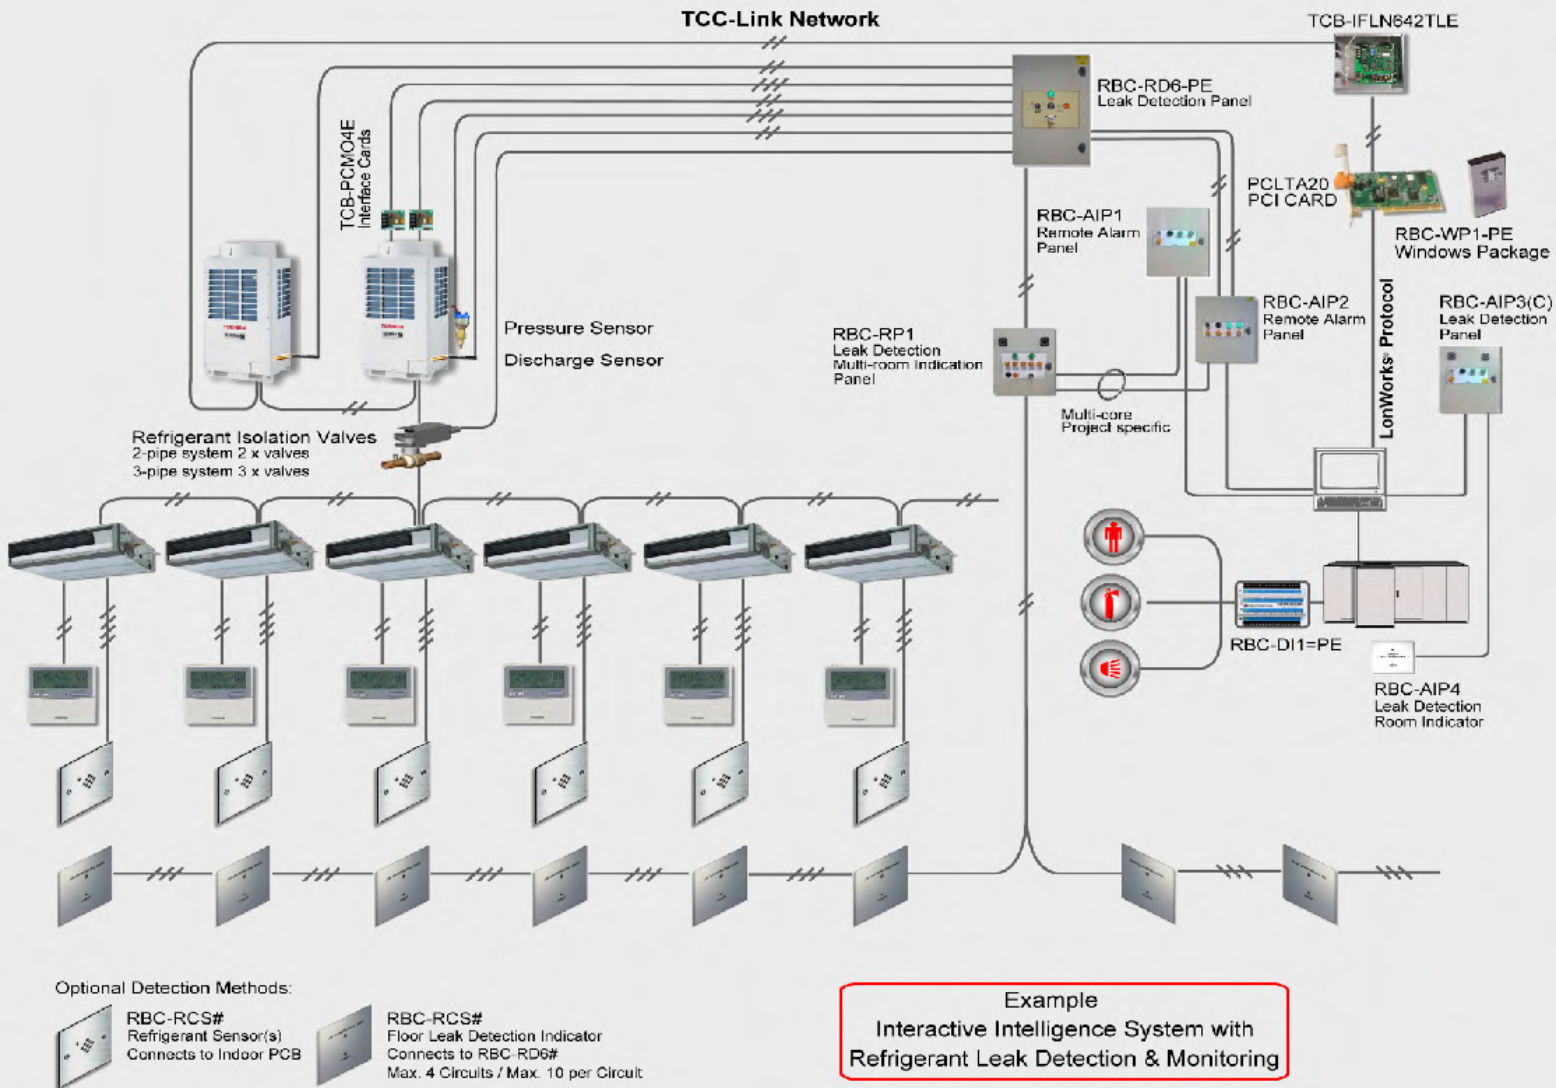 TCC-Link Network
TCB-IFLN642TLE
RBC-RD6-PE
Leak Detection Panel
TCB-PCMO4E
Interface Cards
PCLTA20
PCI CARD
RBC-WP1-PE
Windows Package
RBC-AIP1
Remote Alarm
Panel
RBC-AIP2
Remote Alarm
Panel
RBC-AIP3(C)
Leak Detection
Panel
LonWorks® Protocol
Pressure Sensor
Discharge Sensor
RBC-RP1
Leak Detection
Multi-room Indication
Panel
Multi-core
Project specific
TOSHIBA
TOSHIBA
Refrigerant Isolation Valves
2-pipe system 2 x valves
3-pipe system 3 x valves
RBC-DI1=PE
RBC-AIP4
Leak Detection
Room Indicator
Optional Detection Methods:
RBC-RCS#
Refrigerant Sensor(s)
Connects to Indoor PCB
RBC-RCS#
Floor Leak Detection Indicator
Connects to RBC-RD6#
Max. 4 Circuits / Max. 10 per Circuit
Example
Interactive Intelligence System with
Refrigerant Leak Detection & Monitoring